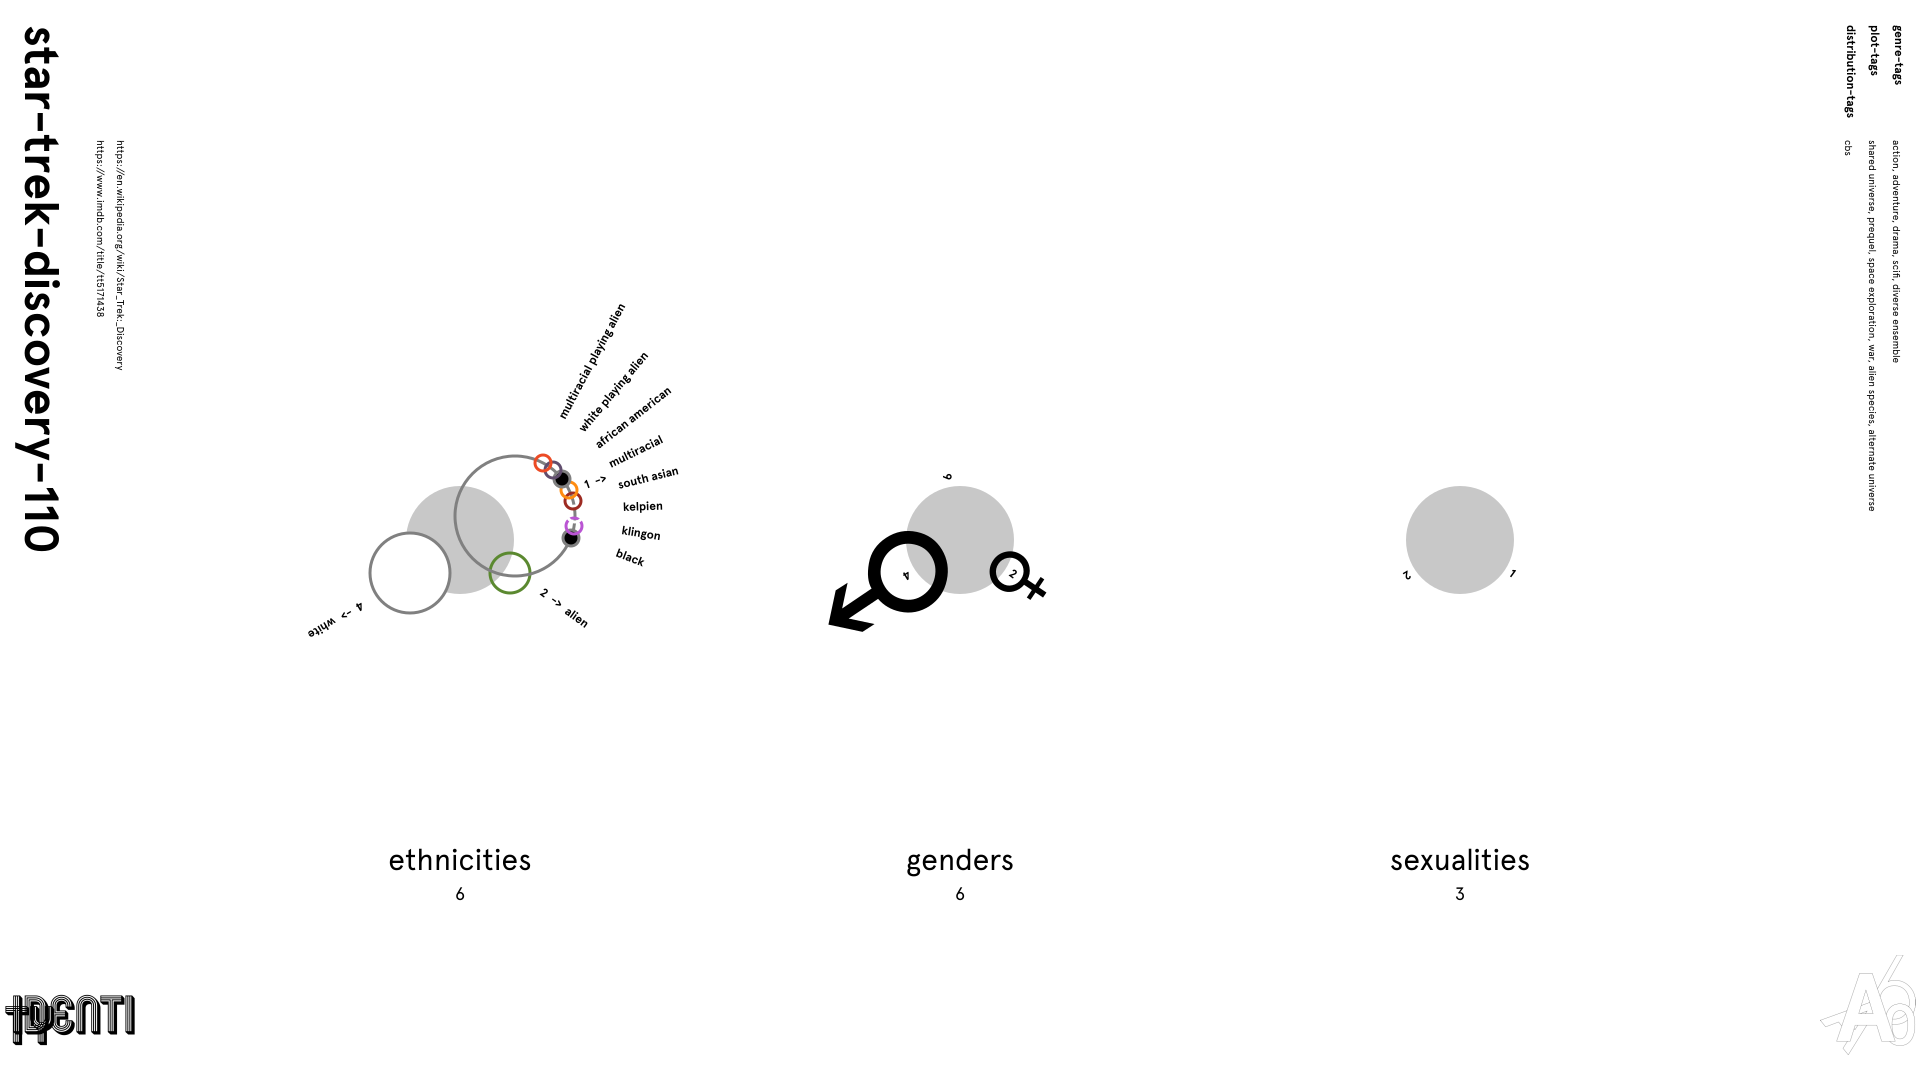 star-trek-discovery-110
https://en.wikipedia.org/wiki/Star_Trek:_Discovery
https://www.imdb.com/title/tt5171438
genre-tags
action, adventure, drama, scifi, diverse ensemble
plot-tags
shared universe, prequel, space exploration, war, alien species, alternate universe
distribution-tags
cbs
multiracial playing alien
white playing alien
african american
multiracial
1 -> south asian
kelpien
klingon
black
2 -> alien
4 -> white
6
4
2
2
1
ethnicities
6
genders
6
sexualities
3
IDENTI
ty
A